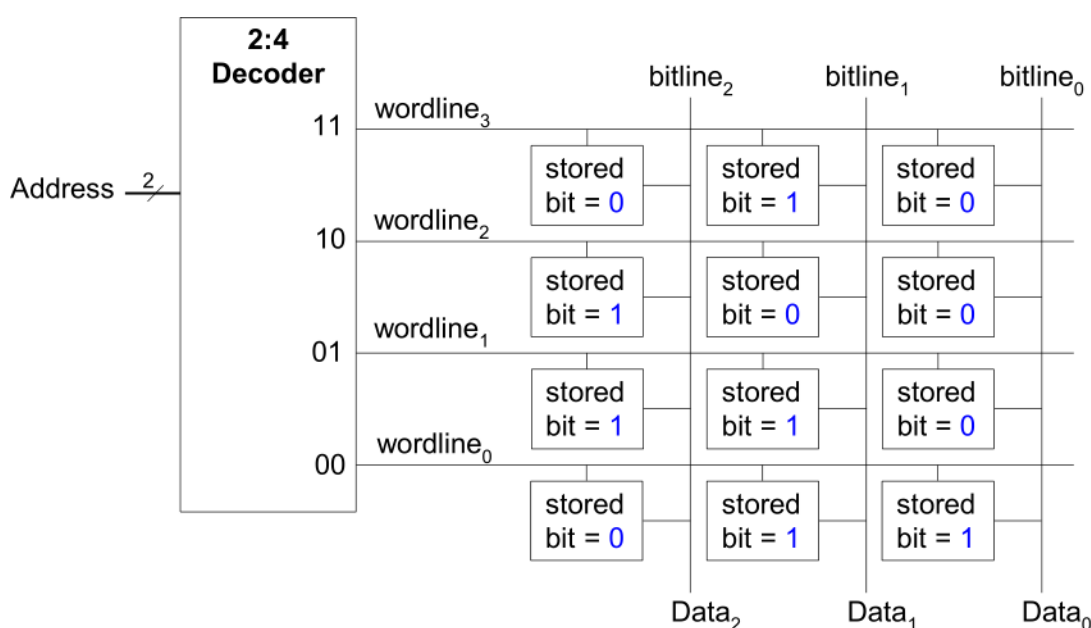 2:4
Decoder
bitline₂ bitline₁ bitline₀
wordline₃
11
stored stored stored
bit = 0 bit = 1 bit = 0
Address 2
wordline₂
10
stored stored stored
bit = 1 bit = 0 bit = 0
wordline₁
01
stored stored stored
bit = 1 bit = 1 bit = 0
wordline₀
00
stored stored stored
bit = 0 bit = 1 bit = 1
Data₂ Data₁ Data₀